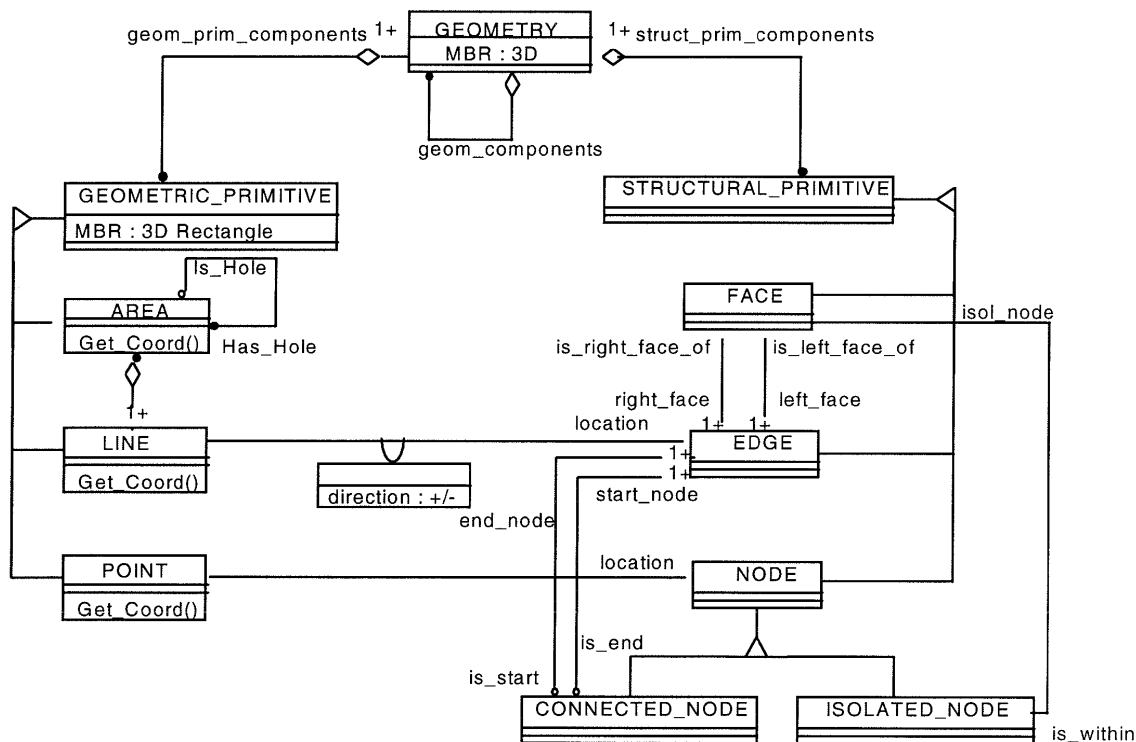 geom_prim_components
1+
GEOMETRY
1+
struct_prim_components
MBR : 3D
geom_components
GEOMETRIC_PRIMITIVE
STRUCTURAL_PRIMITIVE
MBR : 3D Rectangle
Is_Hole
AREA
FACE
isol_node
Get_Coord()
Has_Hole
is_right_face_of
is_left_face_of
right_face
left_face
1+
location
1+
1+
LINE
EDGE
1+
Get_Coord()
direction : +/-
1+
start_node
end_node
POINT
location
NODE
Get_Coord()
is_end
is_start
CONNECTED_NODE
ISOLATED_NODE
is_within